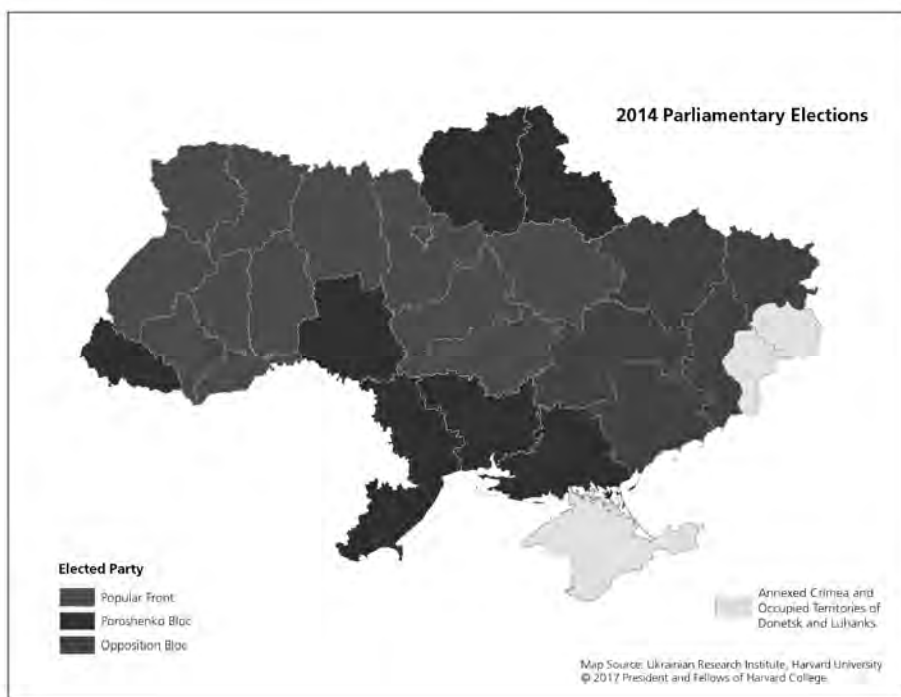 2014 Parliamentary Elections
Elected Party
Popular Front
Poroshenko Bloc
Opposition Bloc
Annexed Crimea and
Occupied Territories of
Donetsk and Luhanks
Map Source: Ukrainian Research Institute, Harvard University
© 2017 President and Fellows of Harvard College